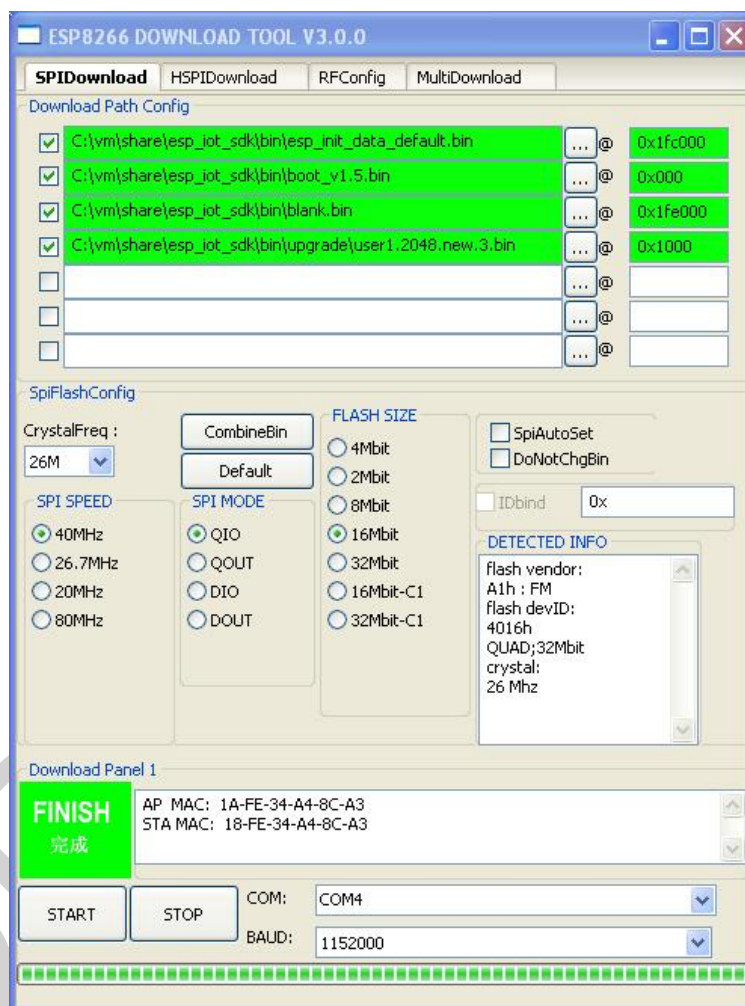 ESP8266 DOWNLOAD TOOL V3.0.0
SPIDownload HSPIDownload RFConfig MultiDownload
Download Path Config
C:\vm\share\esp_iot_sdk\bin\esp_init_data_default.bin ... @ 0x1fc000
C:\vm\share\esp_iot_sdk\bin\boot_v1.5.bin ... @ 0x000
C:\vm\share\esp_iot_sdk\bin\blank.bin ... @ 0x1fe000
C:\vm\share\esp_iot_sdk\bin\upgrade\user1.2048.new.3.bin ... @ 0x1000
... @
... @
... @
SpiFlashConfig
CrystalFreq :
26M
CombineBin
Default
SPI SPEED
40MHz
26.7MHz
20MHz
80MHz
SPI MODE
QIO
QOUT
DIO
DOUT
FLASH SIZE
4Mbit
2Mbit
8Mbit
16Mbit
32Mbit
16Mbit-C1
32Mbit-C1
SpiAutoSet
DoNotChgBin
IDbind 0x
DETECTED INFO
flash vendor:
A1h : FM
flash devID:
4016h
QUAD;32Mbit
crystal:
26 Mhz
Download Panel 1
FINISH
完成
AP MAC: 1A-FE-34-A4-8C-A3
STA MAC: 18-FE-34-A4-8C-A3
START STOP
COM: COM4
BAUD: 1152000